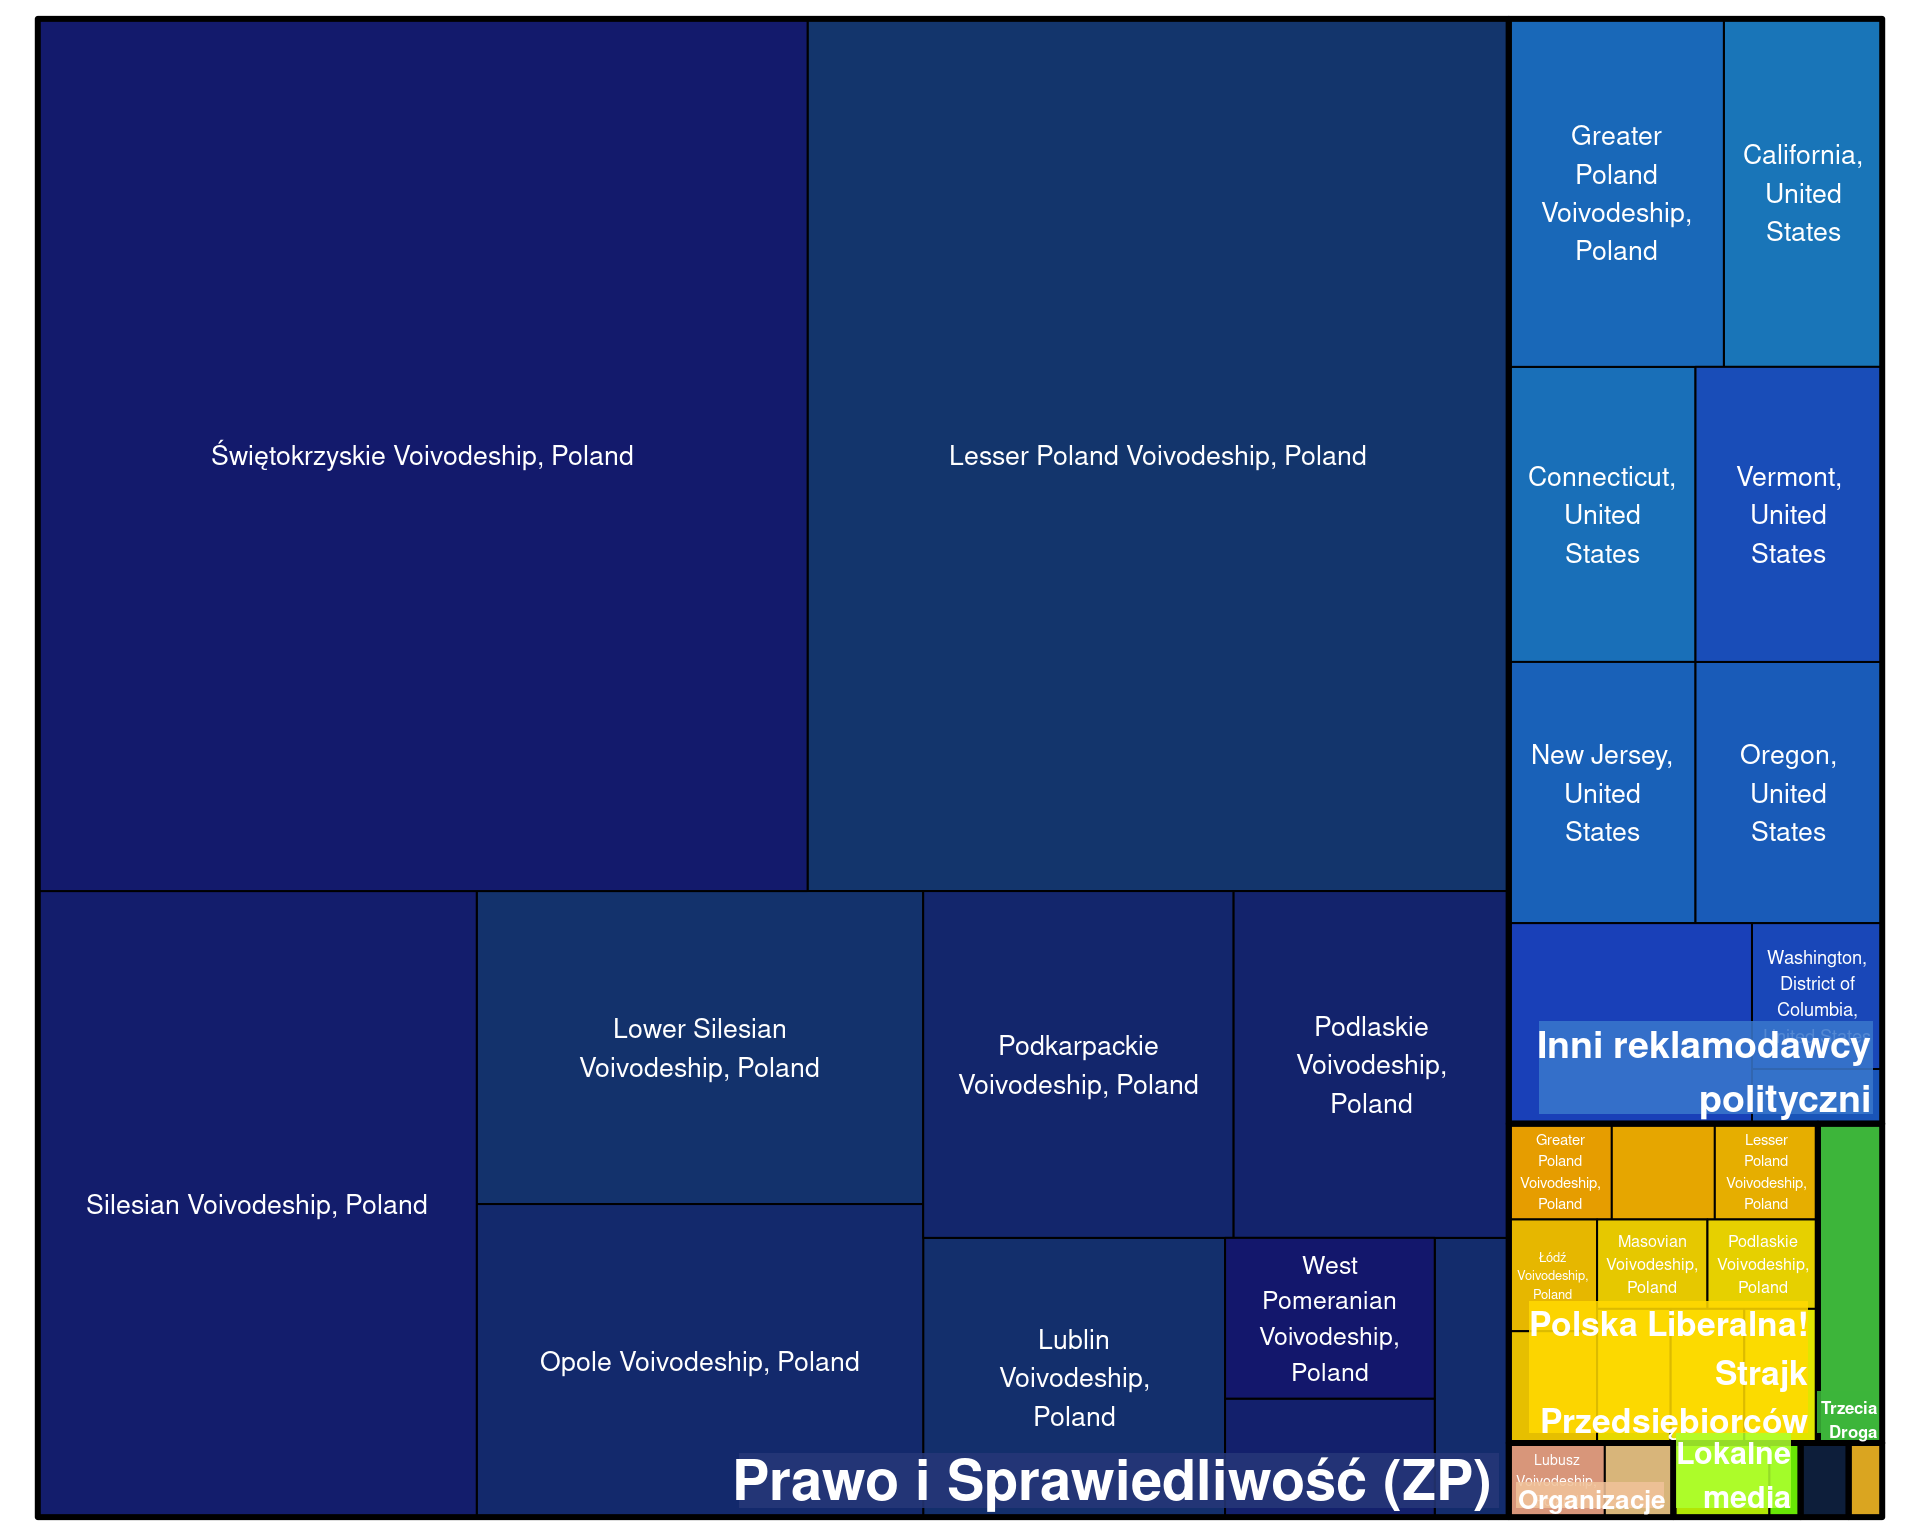 Świętokrzyskie Voivodeship, Poland
Lesser Poland Voivodeship, Poland
Silesian Voivodeship, Poland
Lower Silesian
Voivodeship, Poland
Opole Voivodeship, Poland
Podkarpackie
Voivodeship, Poland
Podlaskie
Voivodeship,
Poland
Lublin
Voivodeship,
Poland
West
Pomeranian
Voivodeship,
Poland
Prawo i Sprawiedliwość (ZP)
Greater
Poland
Voivodeship,
Poland
California,
United
States
Connecticut,
United
States
Vermont,
United
States
New Jersey,
United
States
Oregon,
United
States
Washington,
District of
Columbia,
United States
Inni reklamodawcy
polityczni
Greater
Poland
Voivodeship,
Poland
Lesser
Poland
Voivodeship,
Poland
Łódź
Voivodeship,
Poland
Masovian
Voivodeship,
Poland
Podlaskie
Voivodeship,
Poland
Polska Liberalna!
Strajk
Przedsiębiorców
Trzecia
Droga
Lubusz
Voivodeship,
Organizacje
Lokalne
media